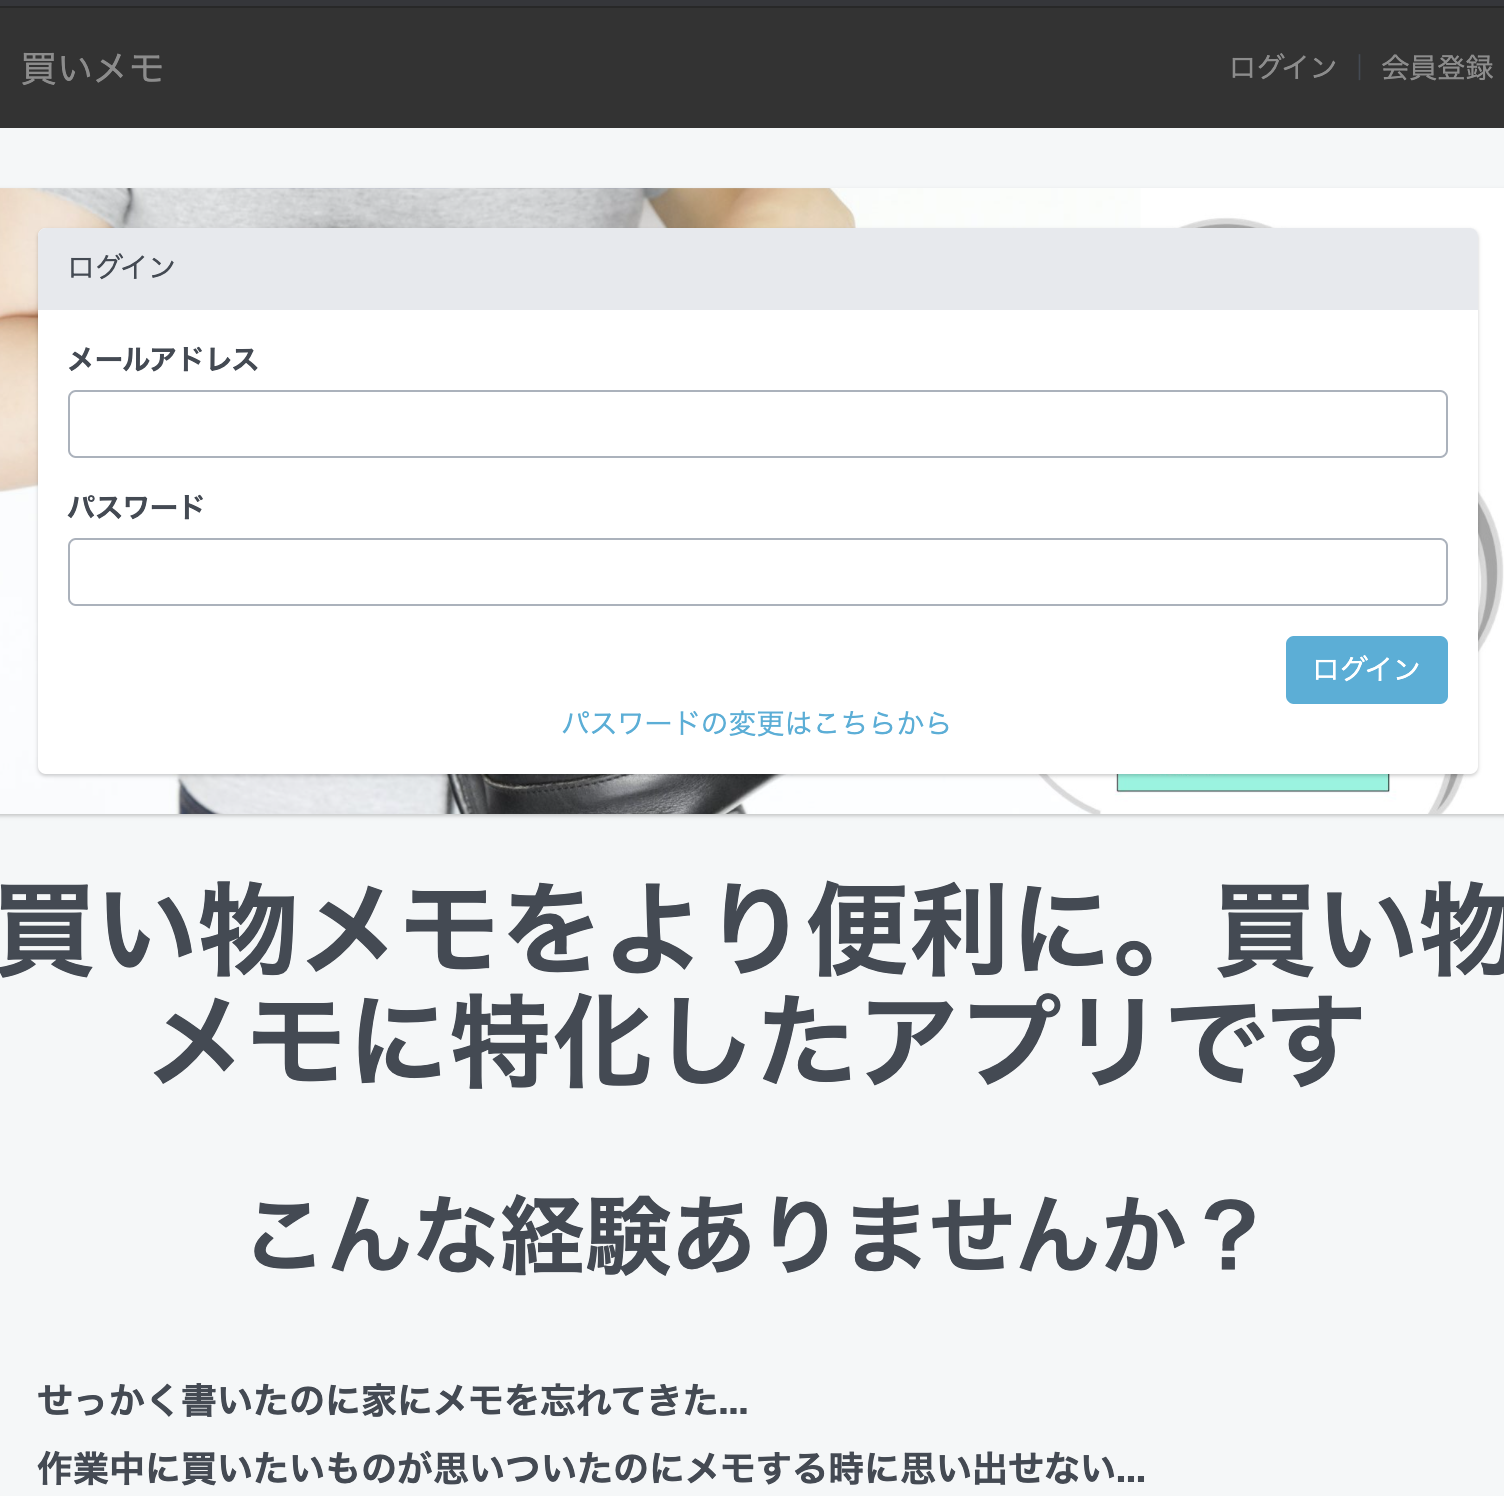 買いメモ
ログイン 会員登録
ログイン
メールアドレス
パスワード
ログイン
パスワードの変更はこちらから
買い物メモをより便利に。買い物
メモに特化したアプリです
こんな経験ありませんか？
せっかく書いたのに家にメモを忘れてきた...
作業中に買いたいものが思いついたのにメモする時に思い出せない...